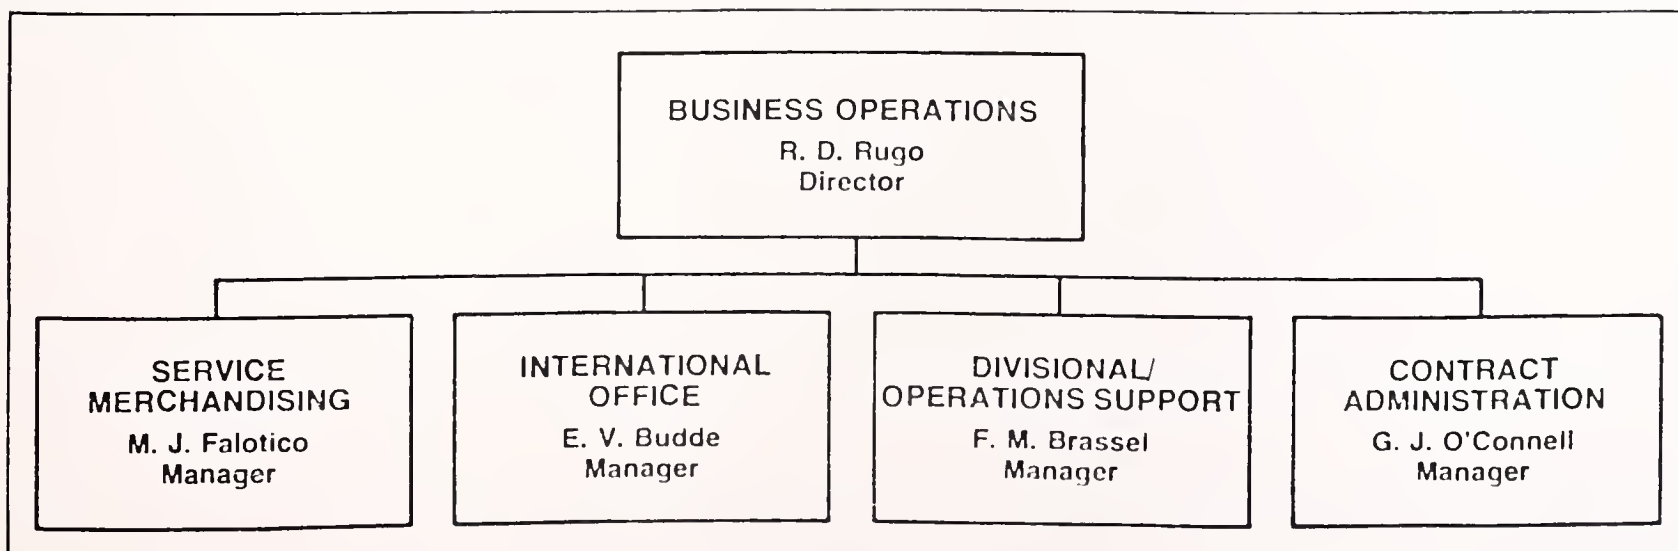 BUSINESS OPERATIONS
R. D. Rugo
Director
SERVICE
MERCHANDISING
M. J. Falotico
Manager
INTERNATIONAL
OFFICE
E. V. Budde
Manager
DIVISIONAL/
OPERATIONS SUPPORT
F. M. Brassel
Manager
CONTRACT
ADMINISTRATION
G. J. O'Connell
Manager